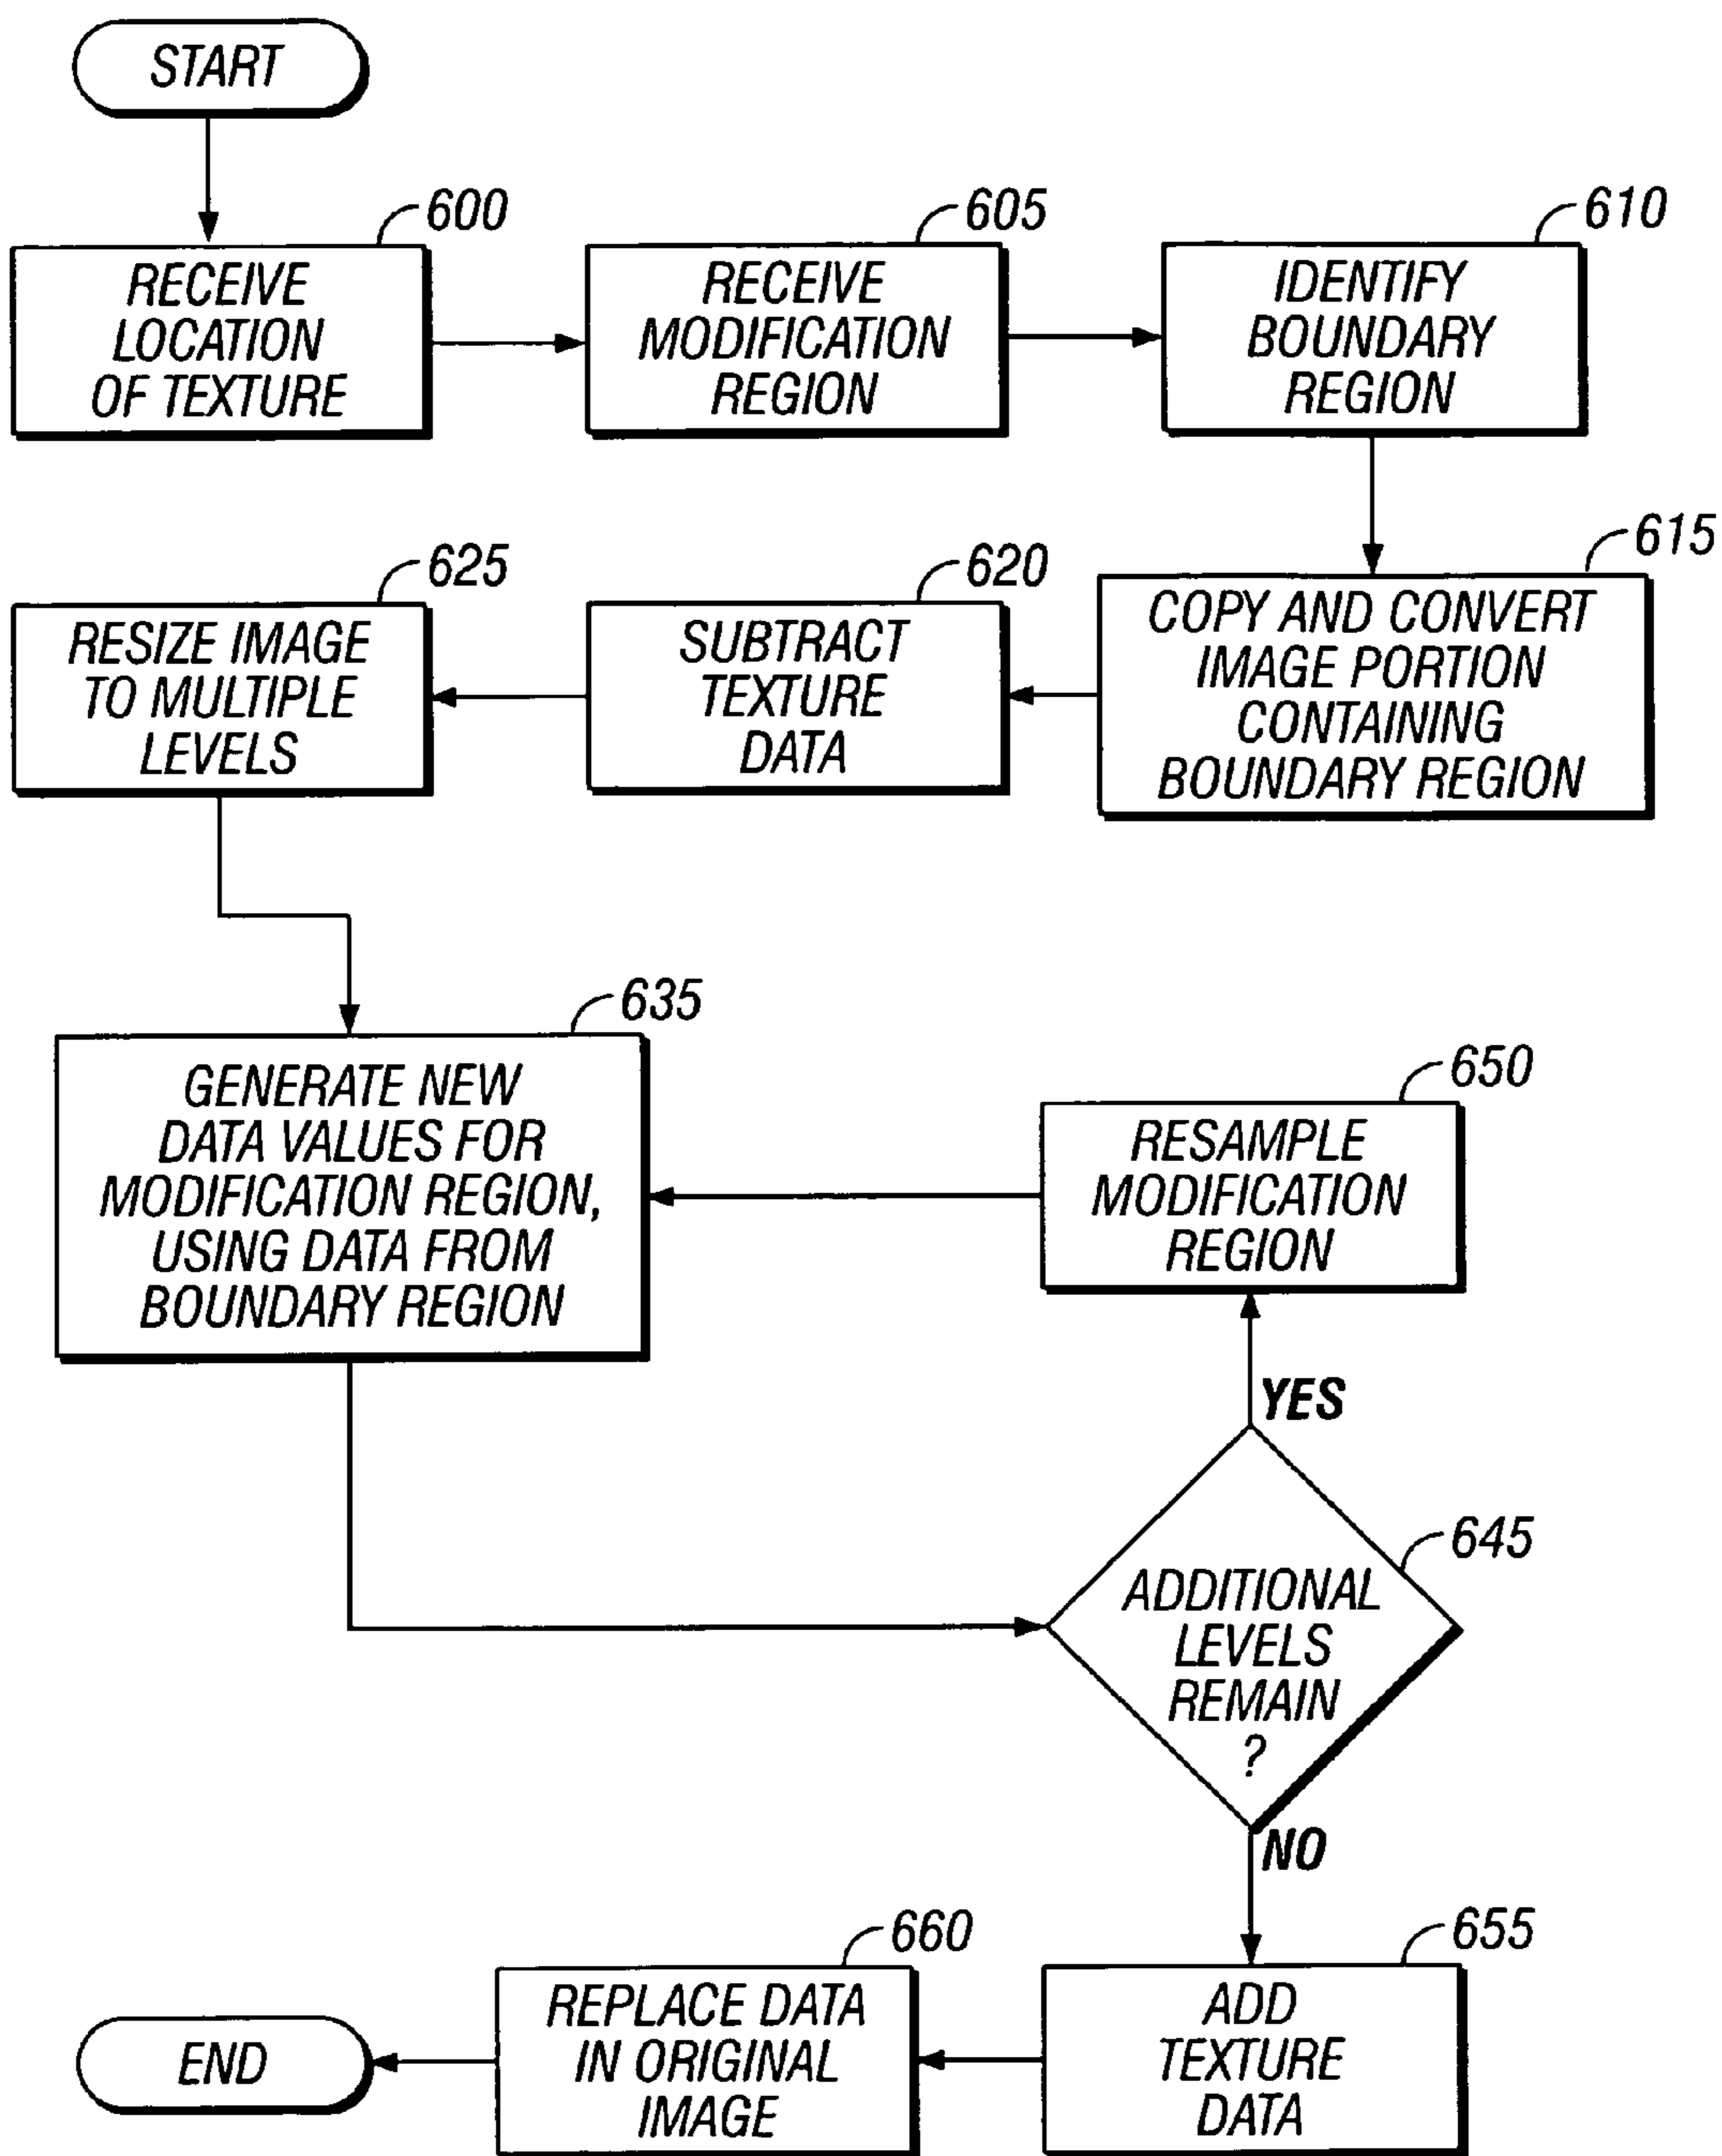 START
600
RECEIVE
LOCATION
OF TEXTURE
605
RECEIVE
MODIFICATION
REGION
610
IDENTIFY
BOUNDARY
REGION
615
COPY AND CONVERT
IMAGE PORTION
CONTAINING
BOUNDARY REGION
620
SUBTRACT
TEXTURE
DATA
625
RESIZE IMAGE
TO MULTIPLE
LEVELS
635
GENERATE NEW
DATA VALUES FOR
MODIFICATION REGION,
USING DATA FROM
BOUNDARY REGION
650
RESAMPLE
MODIFICATION
REGION
YES
645
ADDITIONAL
LEVELS
REMAIN
?
NO
655
ADD
TEXTURE
DATA
660
REPLACE DATA
IN ORIGINAL
IMAGE
END